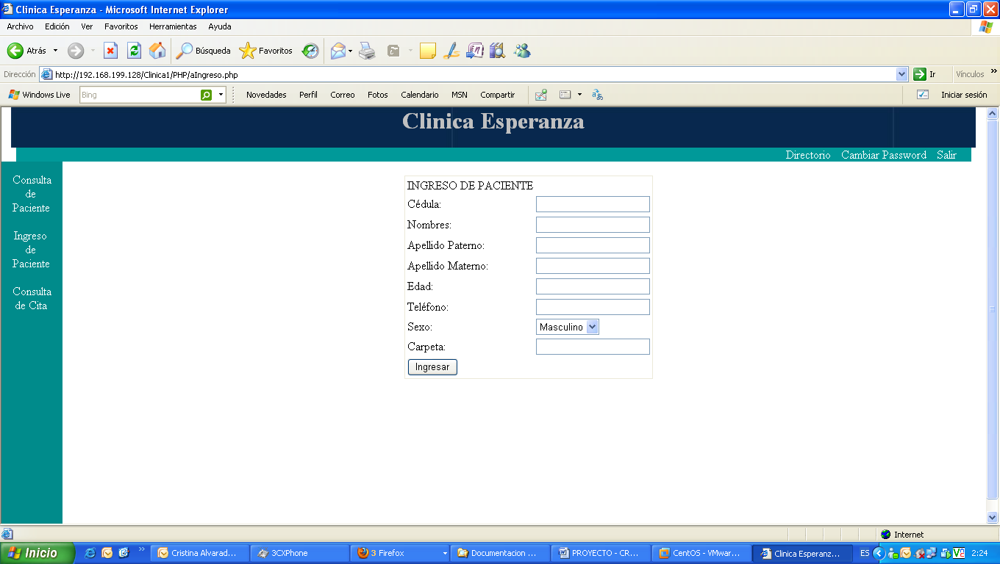 Clinica Esperanza - Microsoft Internet Explorer
Archivo Edición Ver Favoritos Herramientas Ayuda
Atrás Búsqueda Favoritos
Dirección http://192.168.199.128/Clinica1/PHP/aIngreso.php Ir Vínculos »
Windows Live Bing Novedades Perfil Correo Fotos Calendario MSN Compartir Iniciar sesión
Clinica Esperanza
Directorio Cambiar Password Salir
Consulta
de
Paciente
Ingreso
de
Paciente
Consulta
de Cita
INGRESO DE PACIENTE
Cédula:
Nombres:
Apellido Paterno:
Apellido Materno:
Edad:
Teléfono:
Sexo: Masculino
Carpeta:
Ingresar
Internet
Inicio » Cristina Alvarad... 3CXPhone 3 Firefox Documentacion ... PROYECTO - CR... CentOS - VMwar... Clinica Esperanz... ES 2:24